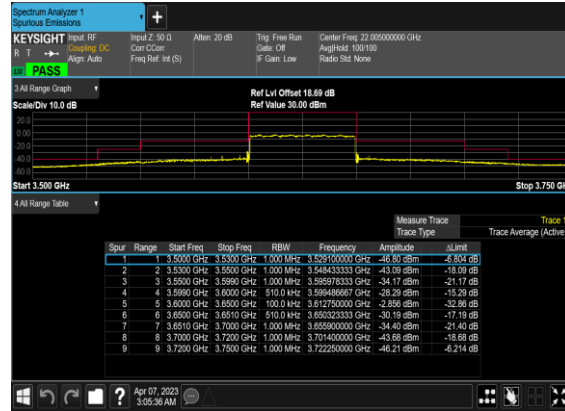 Spectrum Analyzer 1
Spurious Emissions
+
KEYSIGHT Input: RF Input Z: 50 Ω Atten: 20 dB Trig: Free Run Center Freq: 22.005000000 GHz
R T Coupling: DC Corr CCorr Gate: Off Avg|Hold: 100/100
Align: Auto Freq Ref: Int (S) IF Gain: Low Radio Std: None
PASS
3 All Range Graph Ref Lvl Offset 18.69 dB
Scale/Div 10.0 dB Ref Value 30.00 dBm
20.0
0.00
-20.0
-40.0
-60.0
Start 3.500 GHz Stop 3.750 GH
4 All Range Table
Measure Trace Trace 1
Trace Type Trace Average (Active
Spur Range Start Freq Stop Freq RBW Frequency Amplitude ΔLimit
1 1 3.5000 GHz 3.5300 GHz 1.000 MHz 3.529100000 GHz -46.80 dBm -6.804 dB
2 2 3.5300 GHz 3.5500 GHz 1.000 MHz 3.548433333 GHz -43.09 dBm -18.09 dB
3 3 3.5500 GHz 3.5990 GHz 1.000 MHz 3.595978333 GHz -34.17 dBm -21.17 dB
4 4 3.5990 GHz 3.6000 GHz 510.0 kHz 3.599486667 GHz -28.29 dBm -15.29 dB
5 5 3.6000 GHz 3.6500 GHz 100.0 kHz 3.612750000 GHz -2.856 dBm -32.86 dB
6 6 3.6500 GHz 3.6510 GHz 510.0 kHz 3.650323333 GHz -30.19 dBm -17.19 dB
7 7 3.6510 GHz 3.7000 GHz 1.000 MHz 3.655900000 GHz -34.40 dBm -21.40 dB
8 8 3.7000 GHz 3.7200 GHz 1.000 MHz 3.701400000 GHz -43.68 dBm -18.68 dB
9 9 3.7200 GHz 3.7500 GHz 1.000 MHz 3.722250000 GHz -46.21 dBm -6.214 dB
? Apr 07, 2023
3:05:36 AM